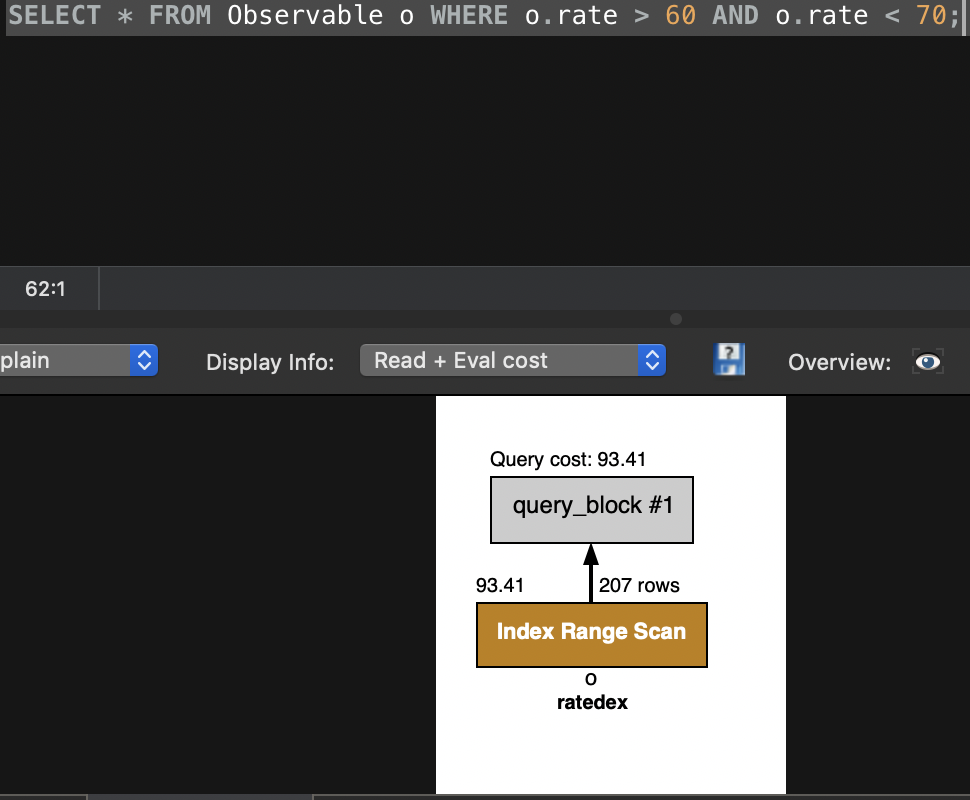 SELECT * FROM Observable o WHERE o.rate > 60 AND o.rate < 70;
62:1
plain
Display Info:
Read + Eval cost
?
Overview:
Query cost: 93.41
query_block #1
93.41
207 rows
Index Range Scan
o
ratedex